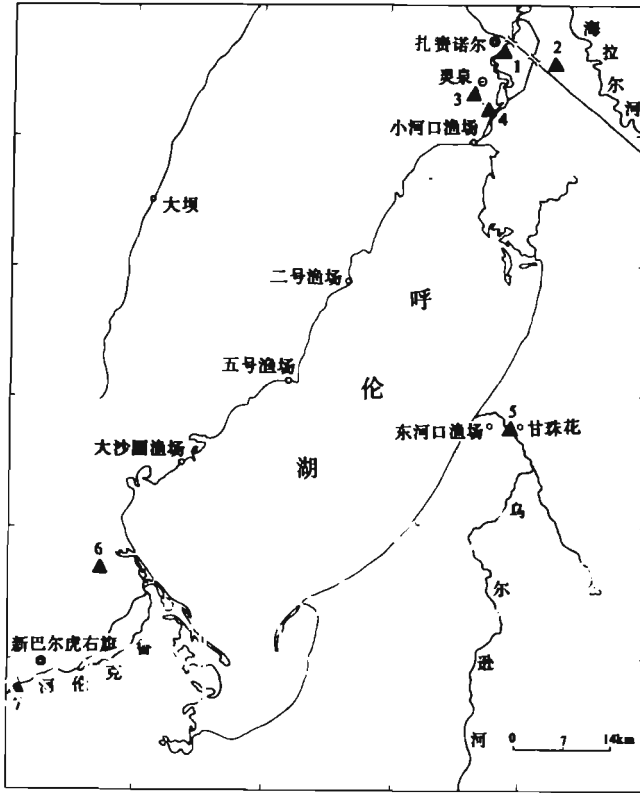 扎赉诺尔
1
2
海拉尔河
灵泉
3
4
小河口渔场
大坝
二号渔场
呼伦湖
五号渔场
5
东河口渔场
甘珠花
大沙圐渔场
乌尔逊河
6
新巴尔虎右旗
克伦河
0 7 14km